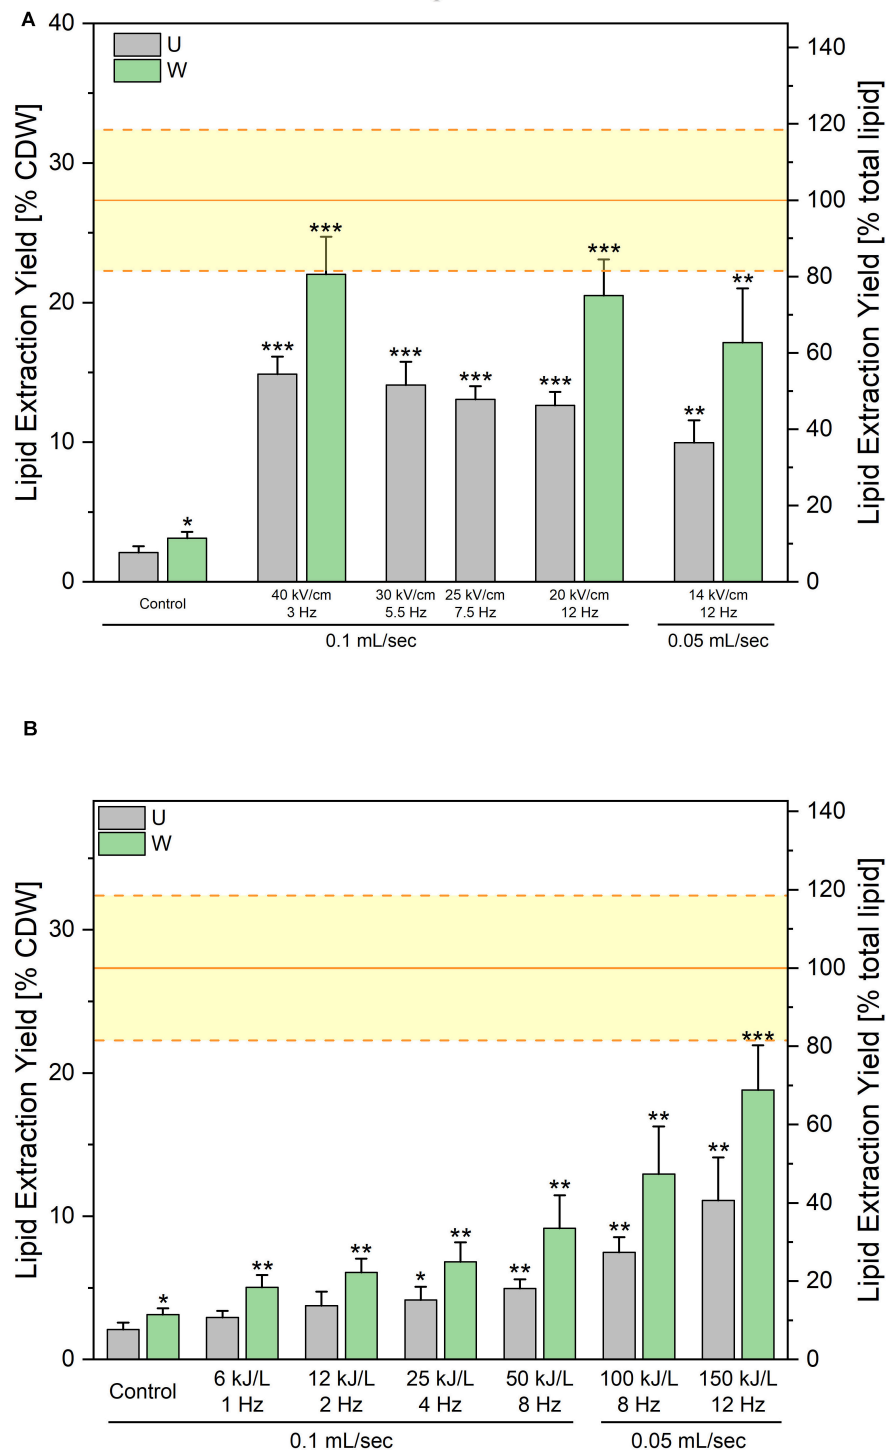 A
U
W
Lipid Extraction Yield [% CDW]
40
30
20
10
0
Lipid Extraction Yield [% total lipid]
140
120
100
80
60
40
20
0
*
***
***
***
***
***
***
**
**
Control
40 kV/cm
3 Hz
30 kV/cm
5.5 Hz
25 kV/cm
7.5 Hz
20 kV/cm
12 Hz
14 kV/cm
12 Hz
0.1 mL/sec
0.05 mL/sec
B
U
W
Lipid Extraction Yield [% CDW]
30
20
10
0
Lipid Extraction Yield [% total lipid]
140
120
100
80
60
40
20
0
*
**
**
*
**
**
**
**
**
**
***
Control
6 kJ/L
1 Hz
12 kJ/L
2 Hz
25 kJ/L
4 Hz
50 kJ/L
8 Hz
100 kJ/L
8 Hz
150 kJ/L
12 Hz
0.1 mL/sec
0.05 mL/sec